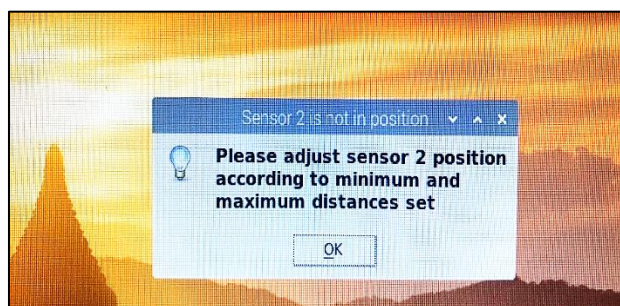 Sensor 2 is not in position
Please adjust sensor 2 position
according to minimum and
maximum distances set
OK